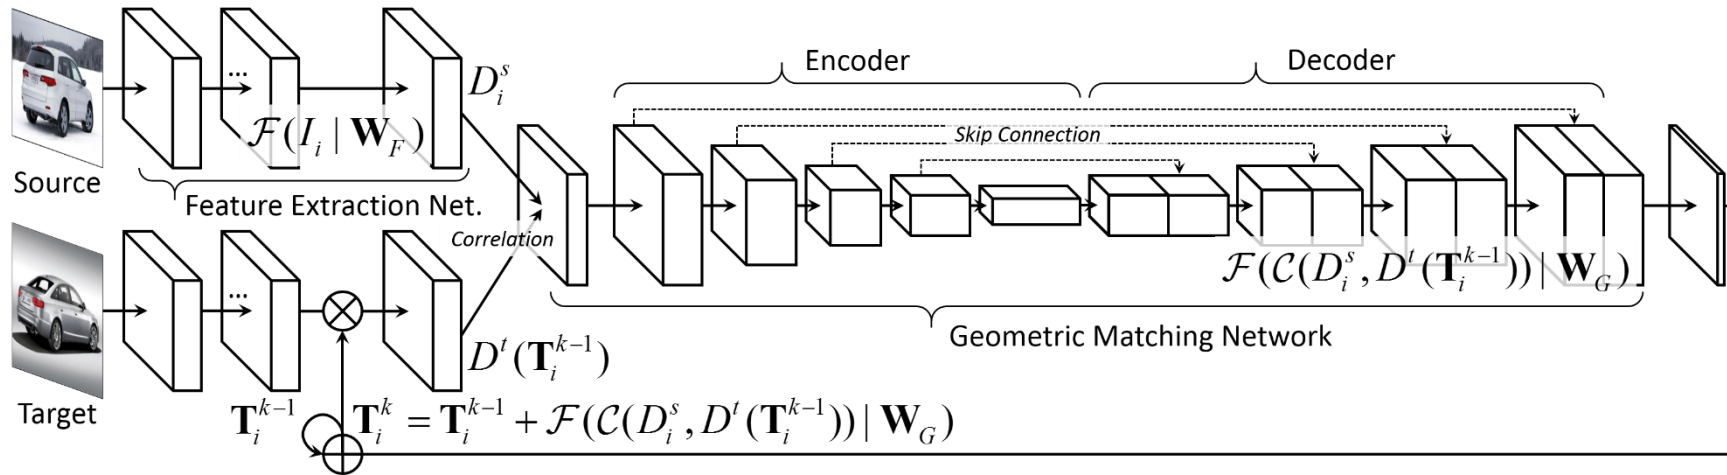 Encoder
Decoder
...
D_i^s
Skip Connection
F(I_i | W_F)
Source
Feature Extraction Net.
Correlation
F(C(D_i^s, D^t(T_i^{k-1})) | W_G)
...
Geometric Matching Network
D^t(T_i^{k-1})
Target
T_i^{k-1}
T_i^k = T_i^{k-1} + F(C(D_i^s, D^t(T_i^{k-1})) | W_G)